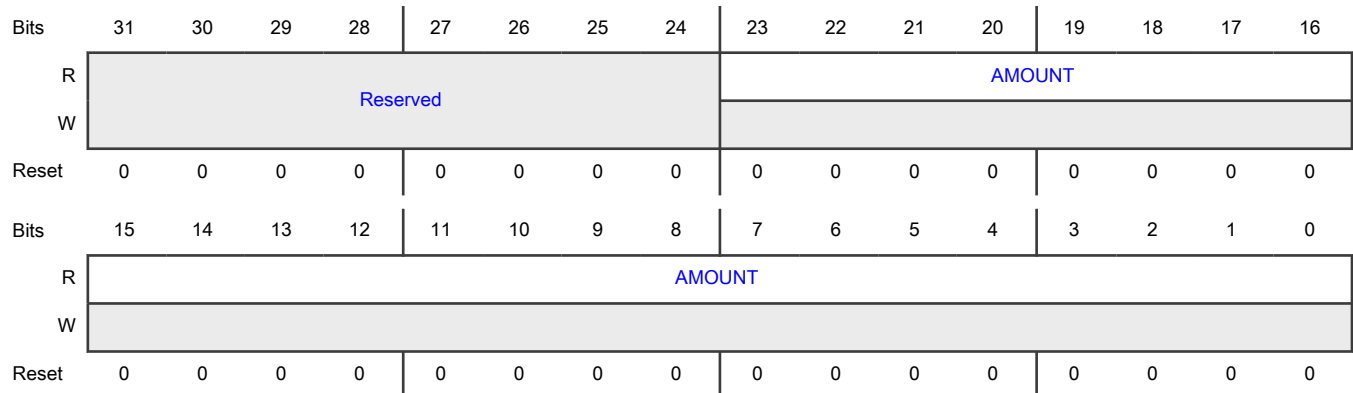 Bits 31 30 29 28 27 26 25 24 23 22 21 20 19 18 17 16
R AMOUNT
Reserved
W
Reset 0 0 0 0 0 0 0 0 0 0 0 0 0 0 0 0
Bits 15 14 13 12 11 10 9 8 7 6 5 4 3 2 1 0
R AMOUNT
W
Reset 0 0 0 0 0 0 0 0 0 0 0 0 0 0 0 0